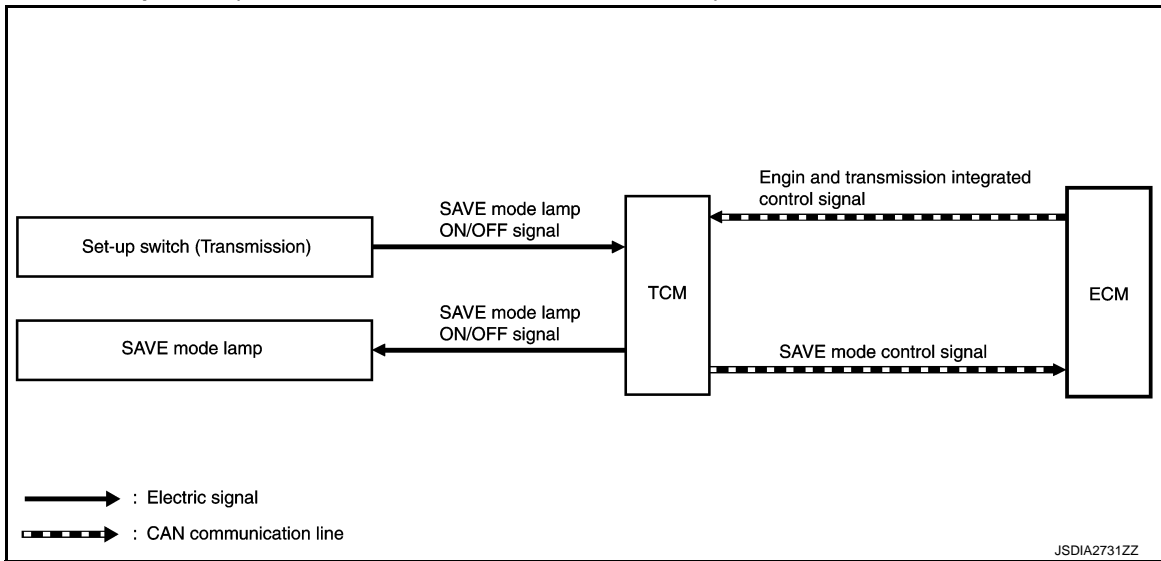 Engin and transmission integrated
control signal
SAVE mode lamp
ON/OFF signal
Set-up switch (Transmission)
TCM
ECM
SAVE mode lamp
ON/OFF signal
SAVE mode lamp
SAVE mode control signal
: Electric signal
: CAN communication line
JSDIA2731ZZ